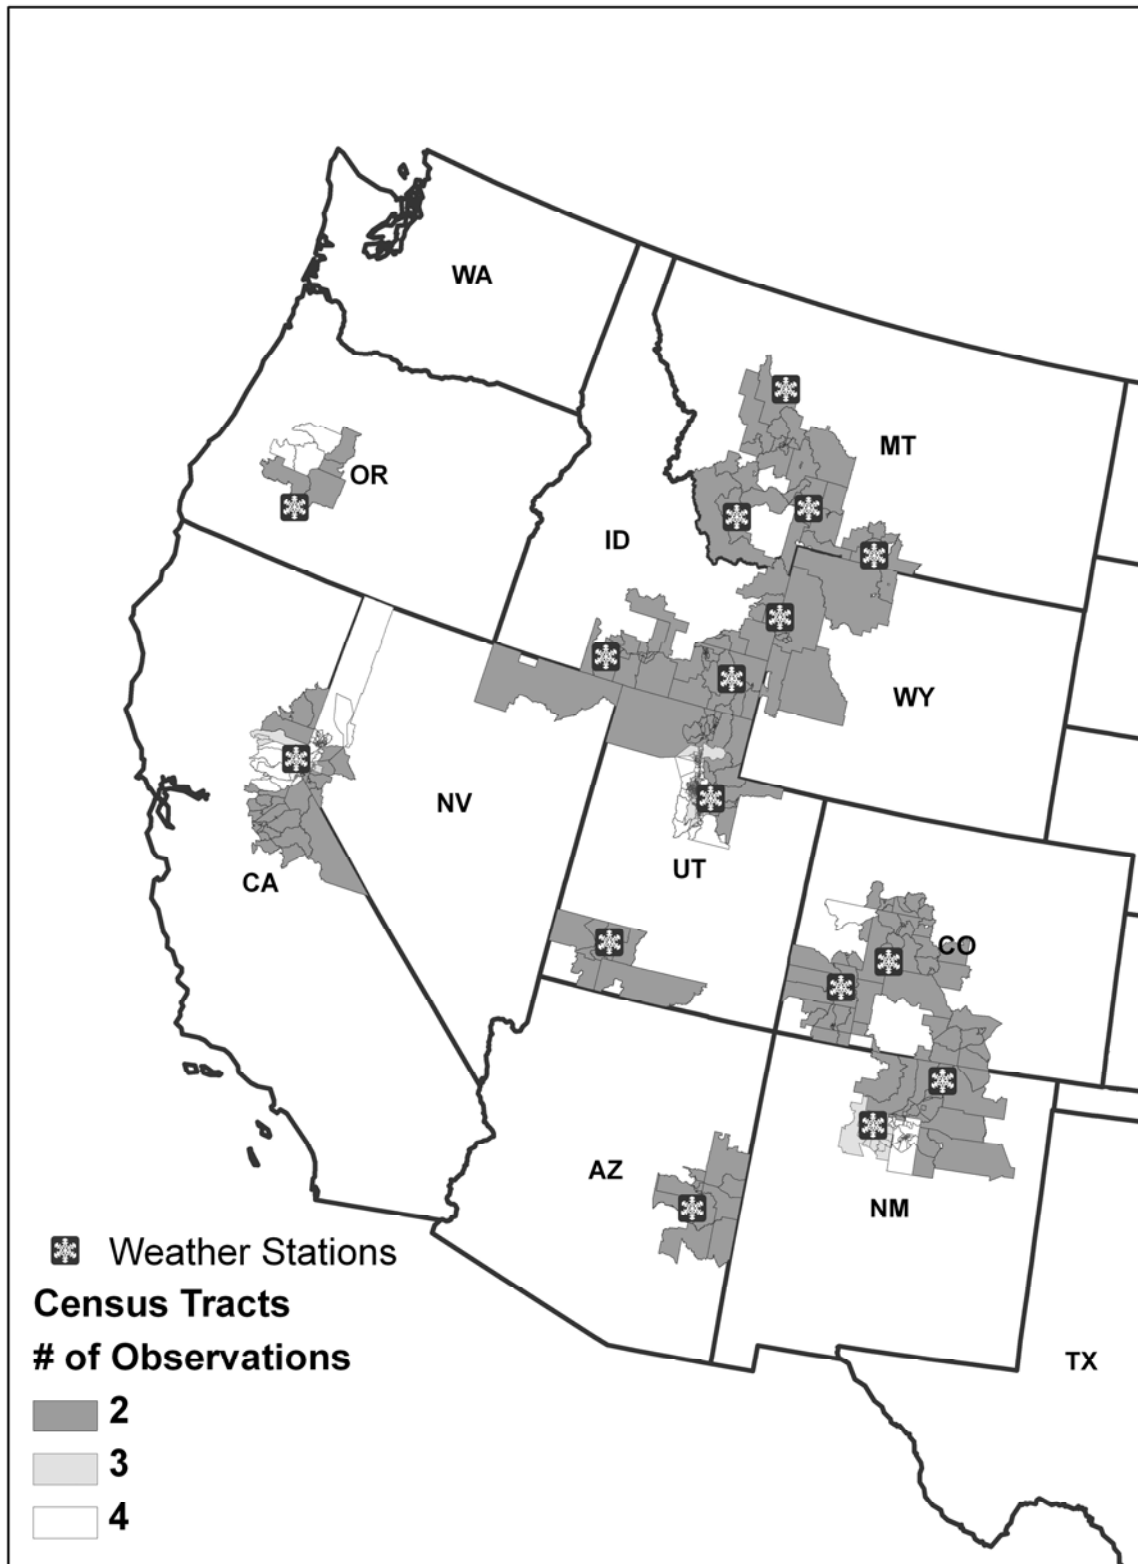 WA
MT
OR
ID
WY
NV
UT
CA
CO
AZ
NM
TX
Weather Stations
Census Tracts
# of Observations
2
3
4